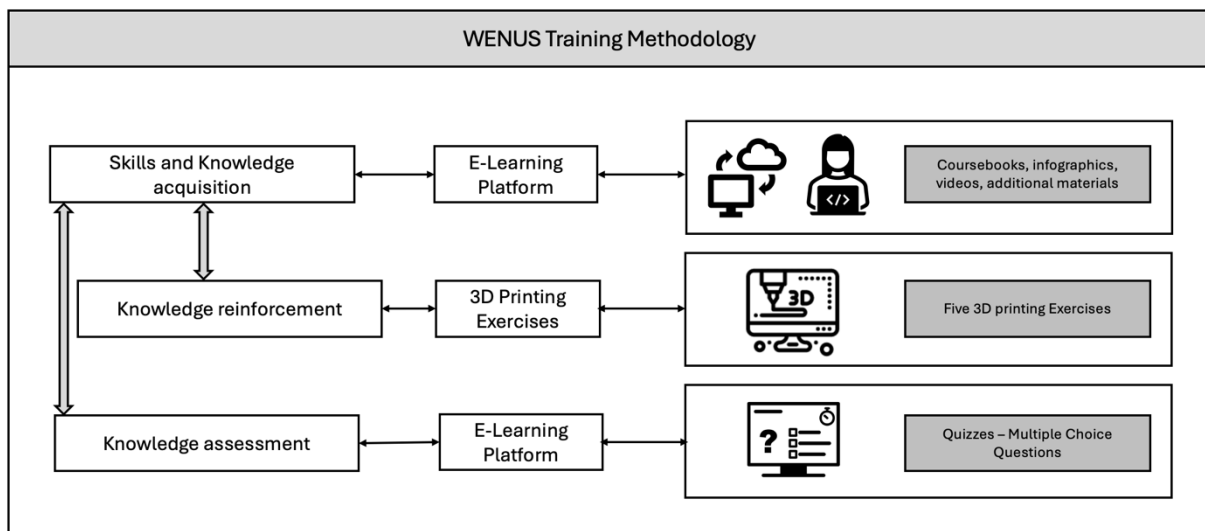 WENUS Training Methodology
Skills and Knowledge
acquisition
E-Learning
Platform
</>
Coursebooks, infographics,
videos, additional materials
Knowledge reinforcement
3D Printing
Exercises
3D
Five 3D printing Exercises
Knowledge assessment
E-Learning
Platform
?
Quizzes – Multiple Choice
Questions